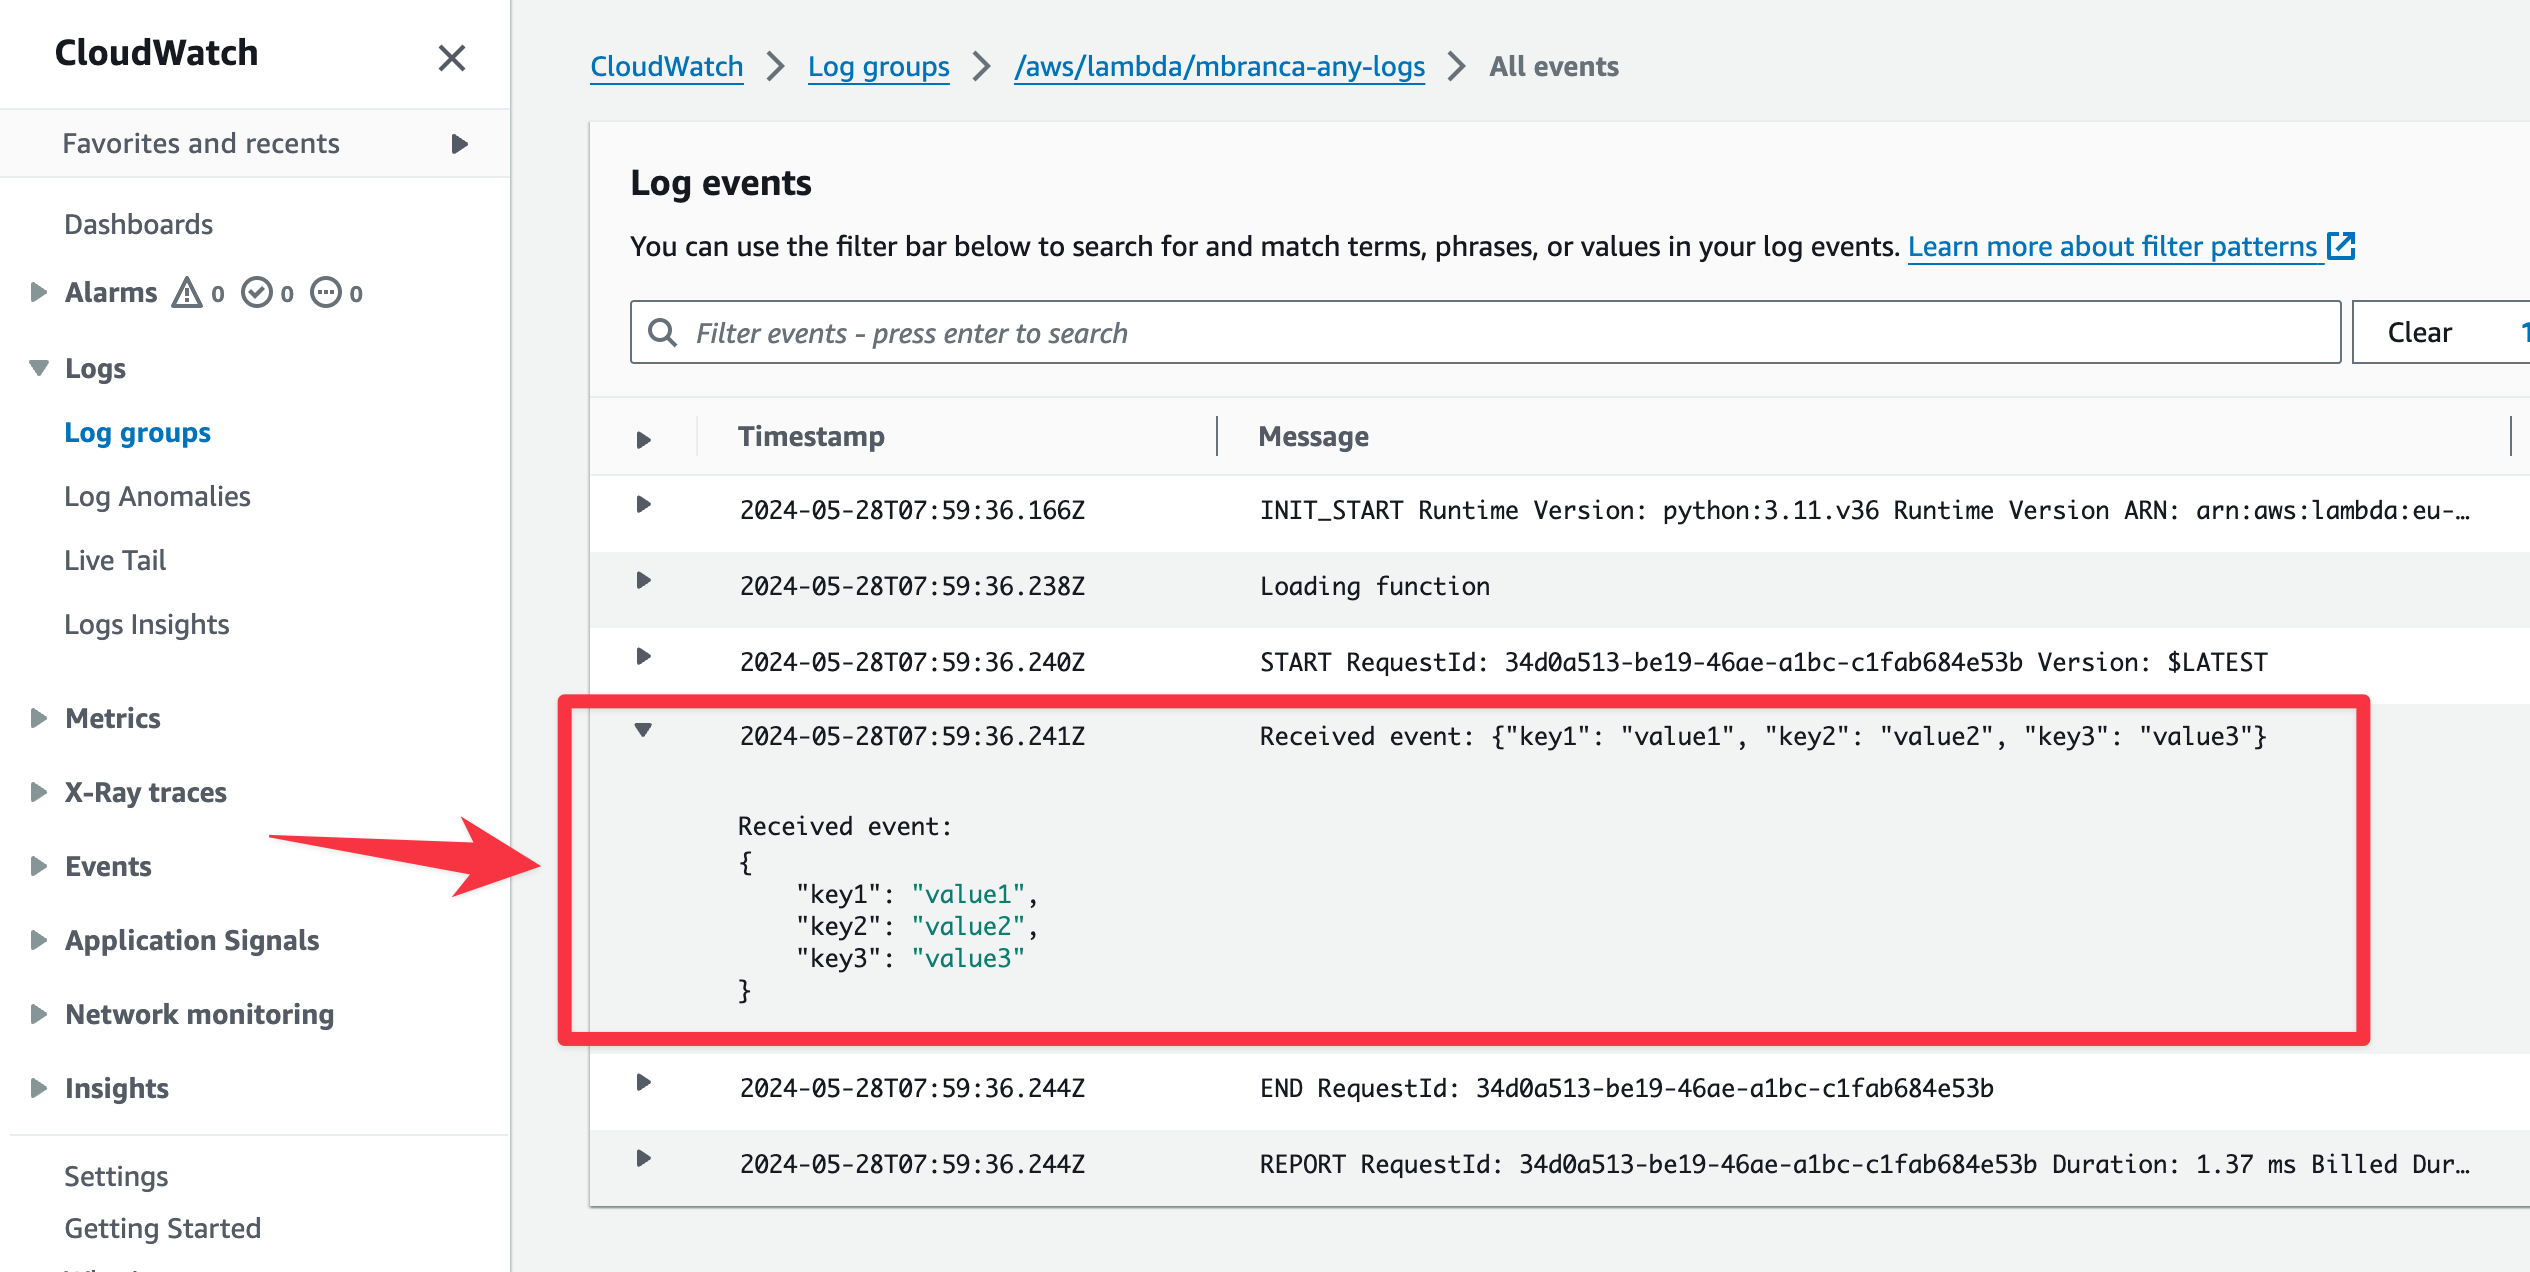 CloudWatch
Favorites and recents
Dashboards
Alarms 0 0 0
Logs
Log groups
Log Anomalies
Live Tail
Logs Insights
Metrics
X-Ray traces
Events
Application Signals
Network monitoring
Insights
Settings
Getting Started
CloudWatch Log groups /aws/lambda/mbranca-any-logs All events
Log events
You can use the filter bar below to search for and match terms, phrases, or values in your log events. Learn more about filter patterns
Filter events - press enter to search
Clear 1
Timestamp Message
2024-05-28T07:59:36.166Z INIT_START Runtime Version: python:3.11.v36 Runtime Version ARN: arn:aws:lambda:eu-…
2024-05-28T07:59:36.238Z Loading function
2024-05-28T07:59:36.240Z START RequestId: 34d0a513-be19-46ae-a1bc-c1fab684e53b Version: $LATEST
2024-05-28T07:59:36.241Z Received event: {"key1": "value1", "key2": "value2", "key3": "value3"}
Received event:
{
"key1": "value1",
"key2": "value2",
"key3": "value3"
}
2024-05-28T07:59:36.244Z END RequestId: 34d0a513-be19-46ae-a1bc-c1fab684e53b
2024-05-28T07:59:36.244Z REPORT RequestId: 34d0a513-be19-46ae-a1bc-c1fab684e53b Duration: 1.37 ms Billed Dur…